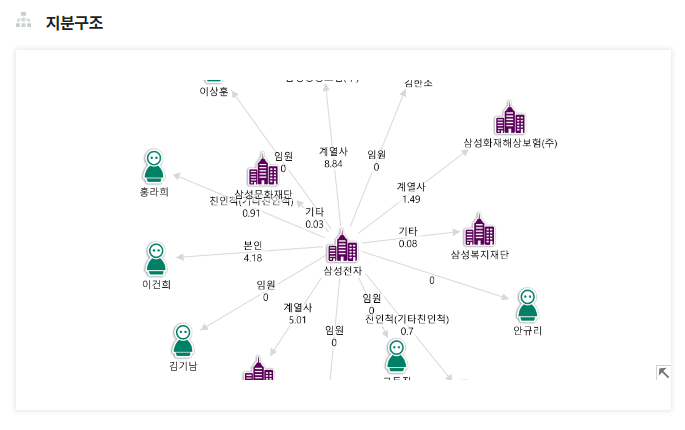 지분구조
이상훈
임원
0
계열사
8.84
임원
0
삼성화재해상보험(주)
계열사
1.49
홍라희
삼성문화재단
친인척(기타친인척)
0.91
기타
0.03
기타
0.08
삼성복지재단
본인
4.18
이건희
삼성전자
0
안규리
임원
0
계열사
5.01
임원
0
임원
0
친인척(기타친인척)
0.7
김기남